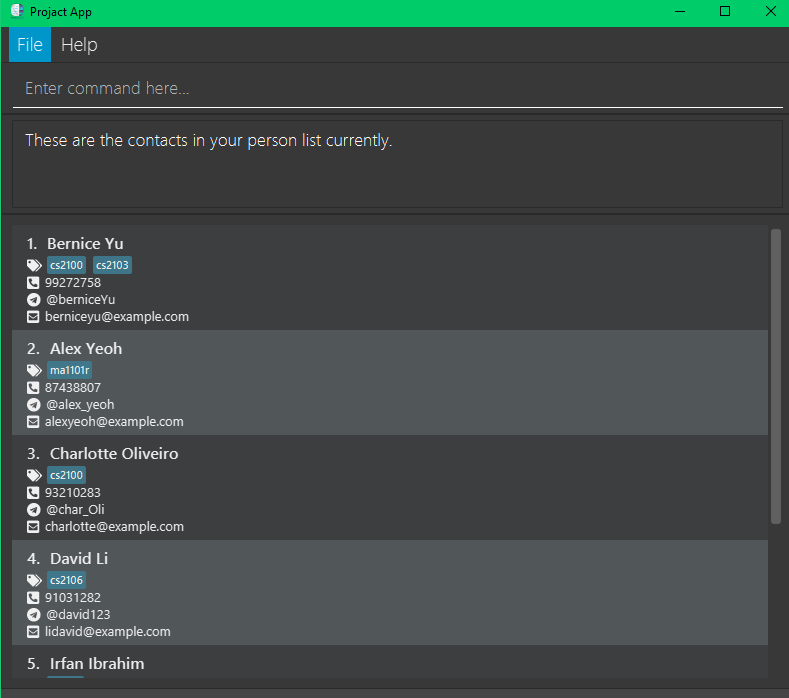 Project App
File Help
Enter command here...
These are the contacts in your person list currently.
1. Bernice Yu
cs2100 cs2103
99272758
@berniceYu
berniceyu@example.com
2. Alex Yeoh
ma1101r
87438807
@alex_yeoh
alexyeoh@example.com
3. Charlotte Oliveiro
cs2100
93210283
@char_Oli
charlotte@example.com
4. David Li
cs2106
91031282
@david123
lidavid@example.com
5. Irfan Ibrahim